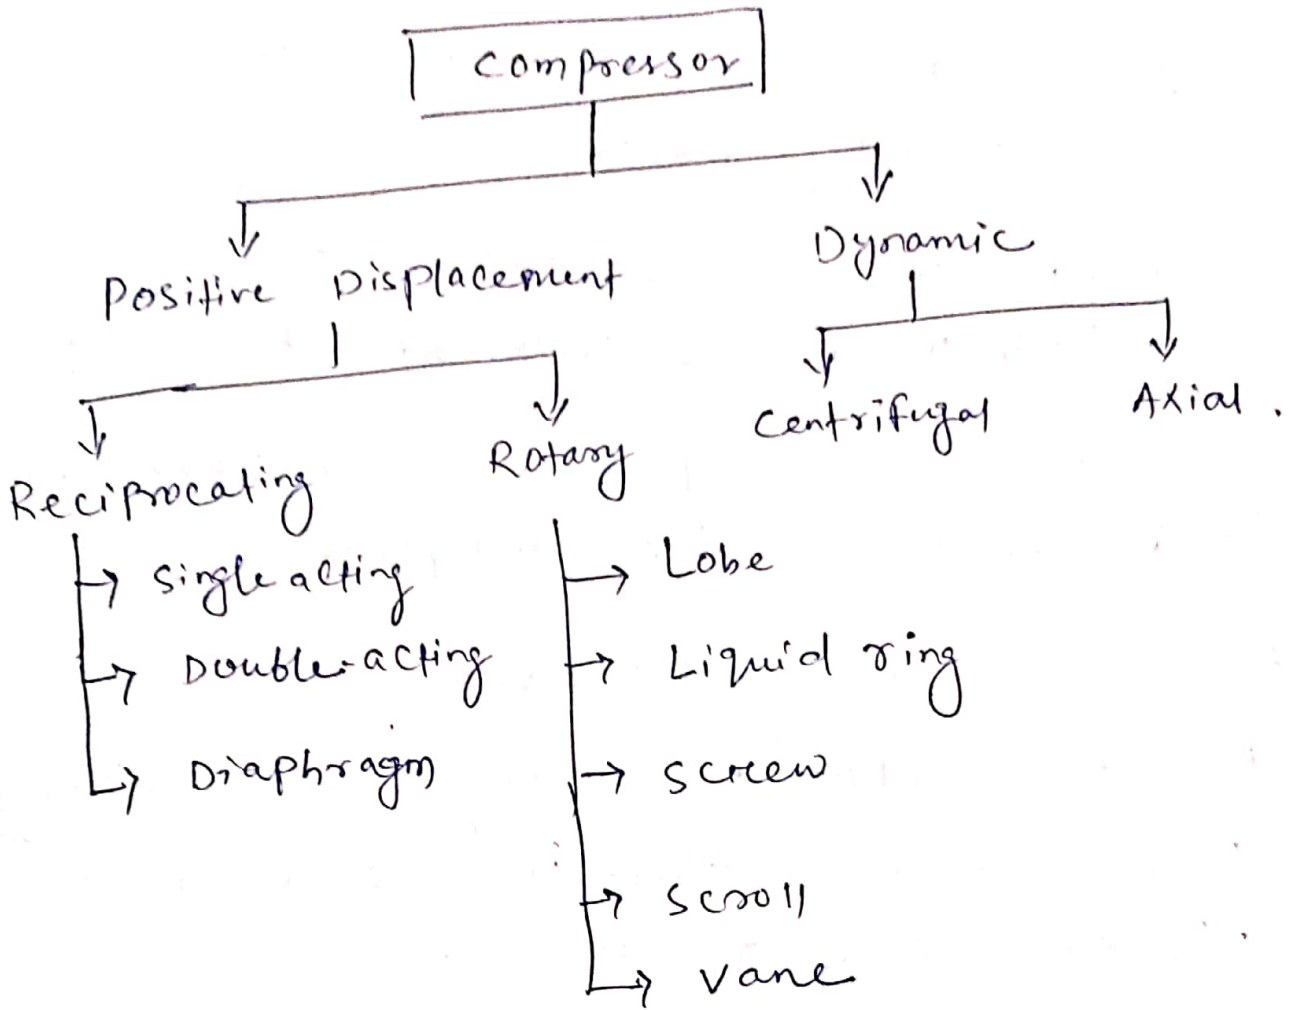 Compressor
Dynamic
Positive Displacement
Centrifugal
Axial.
Reciprocating
Rotary
Single acting
Double-acting
Diaphragm
Lobe
Liquid ring
Screw
Scroll
Vane